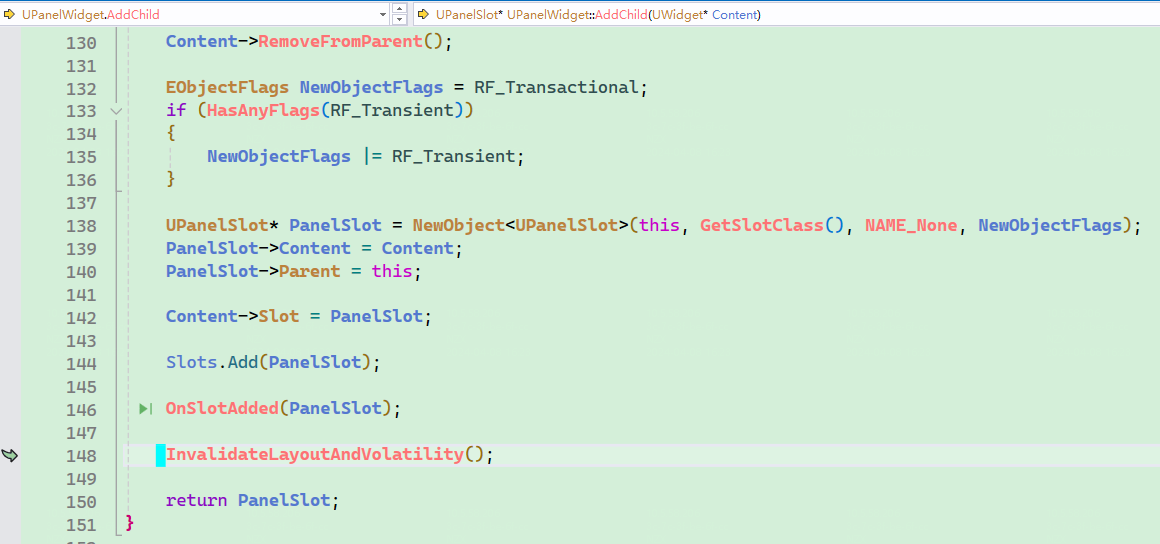 UPanelWidget.AddChild
UPanelSlot* UPanelWidget::AddChild(UWidget* Content)
130 Content->RemoveFromParent();
131
132 EObjectFlags NewObjectFlags = RF_Transactional;
133 if (HasAnyFlags(RF_Transient))
134 {
135 NewObjectFlags |= RF_Transient;
136 }
137
138 UPanelSlot* PanelSlot = NewObject<UPanelSlot>(this, GetSlotClass(), NAME_None, NewObjectFlags);
139 PanelSlot->Content = Content;
140 PanelSlot->Parent = this;
141
142 Content->Slot = PanelSlot;
143
144 Slots.Add(PanelSlot);
145
146 OnSlotAdded(PanelSlot);
147
148 InvalidateLayoutAndVolatility();
149
150 return PanelSlot;
151 }